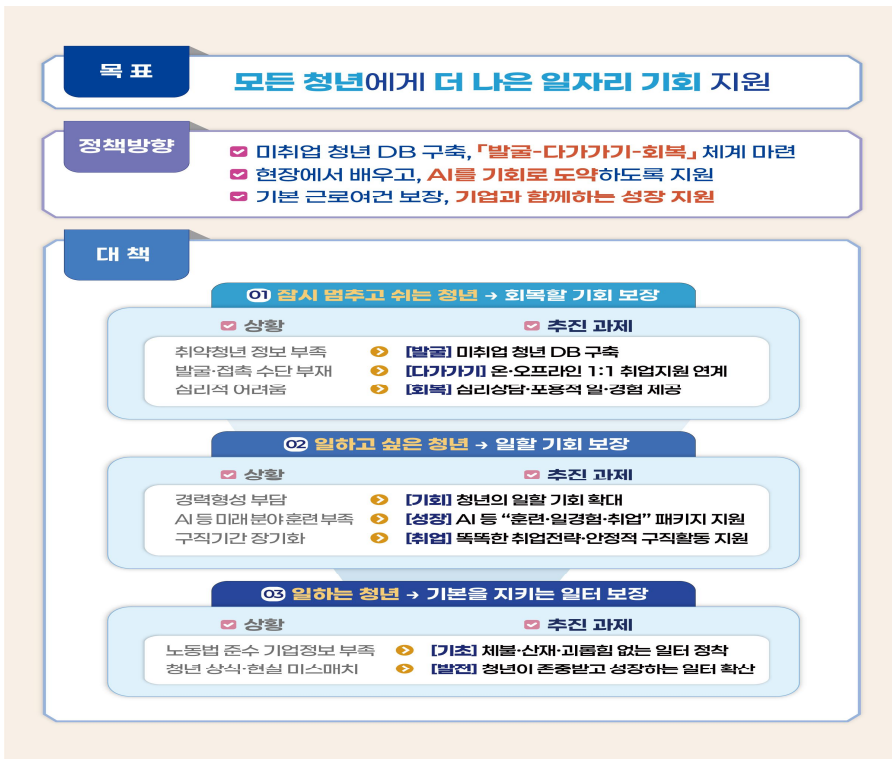 목 표
모든 청년에게 더 나은 일자리 기회 지원
정책방향
미취업 청년 DB 구축, 「발굴-다가가기-회복」 체계 마련
현장에서 배우고, AI를 기회로 도약하도록 지원
기본 근로여건 보장, 기업과 함께하는 성장 지원
대 책
01 잠시 멈추고 쉬는 청년 → 회복할 기회 보장
상황 추진 과제
취약청년 정보 부족 [발굴] 미취업 청년 DB 구축
발굴·접촉 수단 부재 [다가가기] 온·오프라인 1:1 취업지원 연계
심리적 어려움 [회복] 심리상담·포용적 일·경험 제공
02 일하고 싶은 청년 → 일할 기회 보장
상황 추진 과제
경력형성 부담 [기회] 청년의 일할 기회 확대
AI 등 미래 분야 훈련 부족 [성장] AI 등 “훈련·일경험·취업” 패키지 지원
구직기간 장기화 [취업] 똑똑한 취업전략·안정적 구직활동 지원
03 일하는 청년 → 기본을 지키는 일터 보장
상황 추진 과제
노동법 준수 기업정보 부족 [기초] 체불·산재·괴롭힘 없는 일터 정착
청년 상식·현실 미스매치 [발전] 청년이 존중받고 성장하는 일터 확산